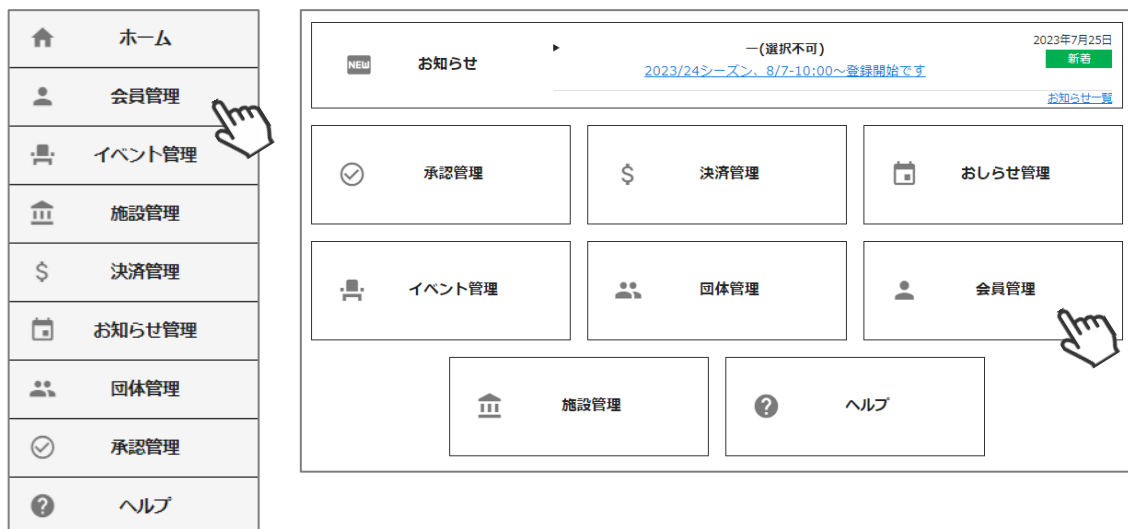 ホーム
会員管理
イベント管理
施設管理
決済管理
お知らせ管理
団体管理
承認管理
ヘルプ
NEW
お知らせ
ー(選択不可)
2023/24シーズン、8/7-10:00~登録開始です
2023年7月25日
新着
お知らせ一覧
承認管理
決済管理
おしらせ管理
イベント管理
団体管理
会員管理
施設管理
ヘルプ